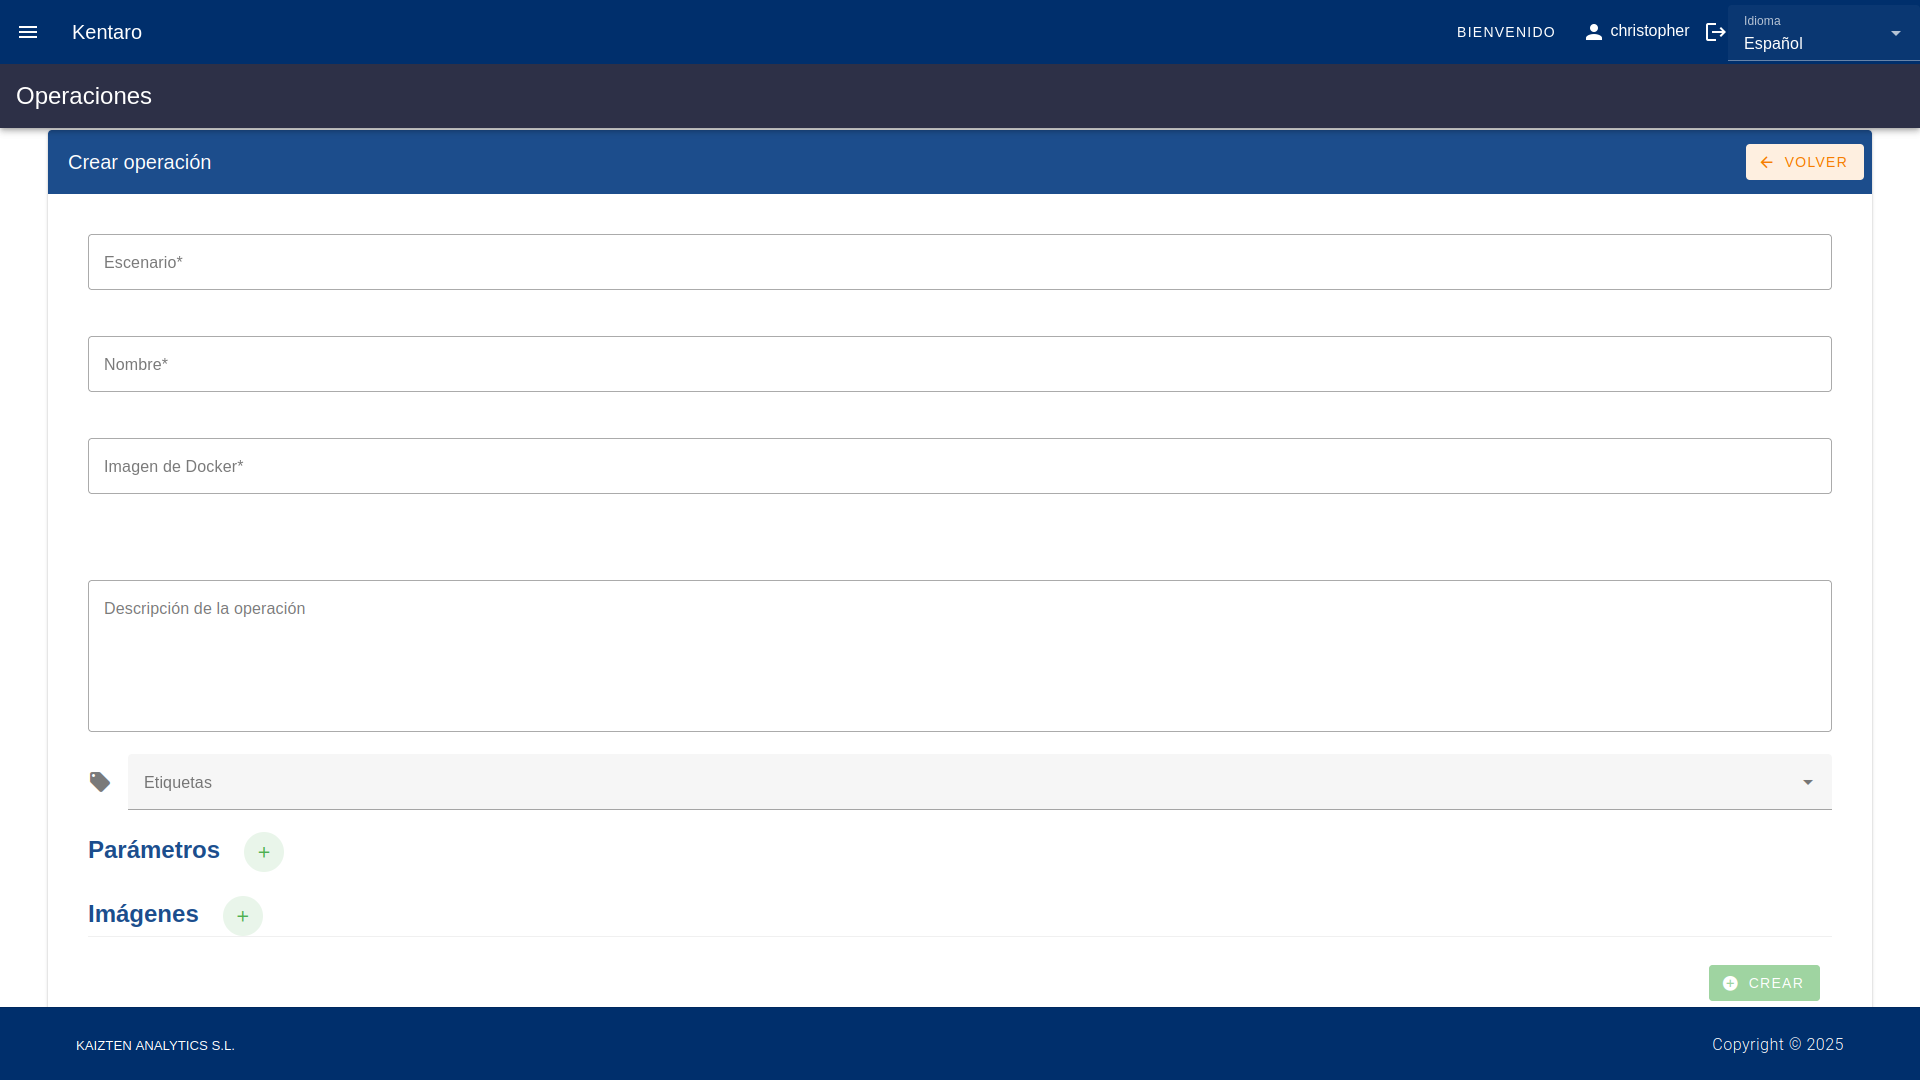 Kentaro
BIENVENIDO
christopher
Idioma
Español
Operaciones
Crear operación
VOLVER
Escenario*
Nombre*
Imagen de Docker*
Descripción de la operación
Etiquetas
Parámetros
Imágenes
CREAR
KAIZTEN ANALYTICS S.L.
Copyright © 2025